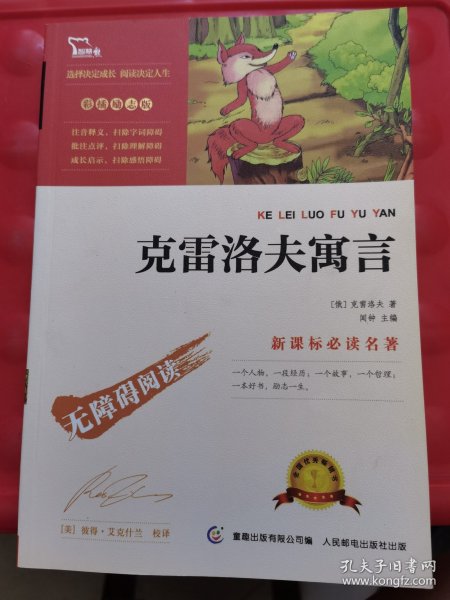 智慧熊
选择决定成长 阅读决定人生
彩插励志版
注音释义,扫除字词障碍
批注点评,扫除理解障碍
成长启示,扫除感悟障碍
KE LEI LUO FU YU YAN
克雷洛夫寓言
[俄] 克雷洛夫 著
闻钟 主编
新课标必读名著
一个人物,一段经历;一个故事,一个哲理;
一本好书,励志一生。
无障碍阅读
[美] 彼得·艾克什兰 校译
童趣出版有限公司编 人民邮电出版社出版
孔夫子旧书网